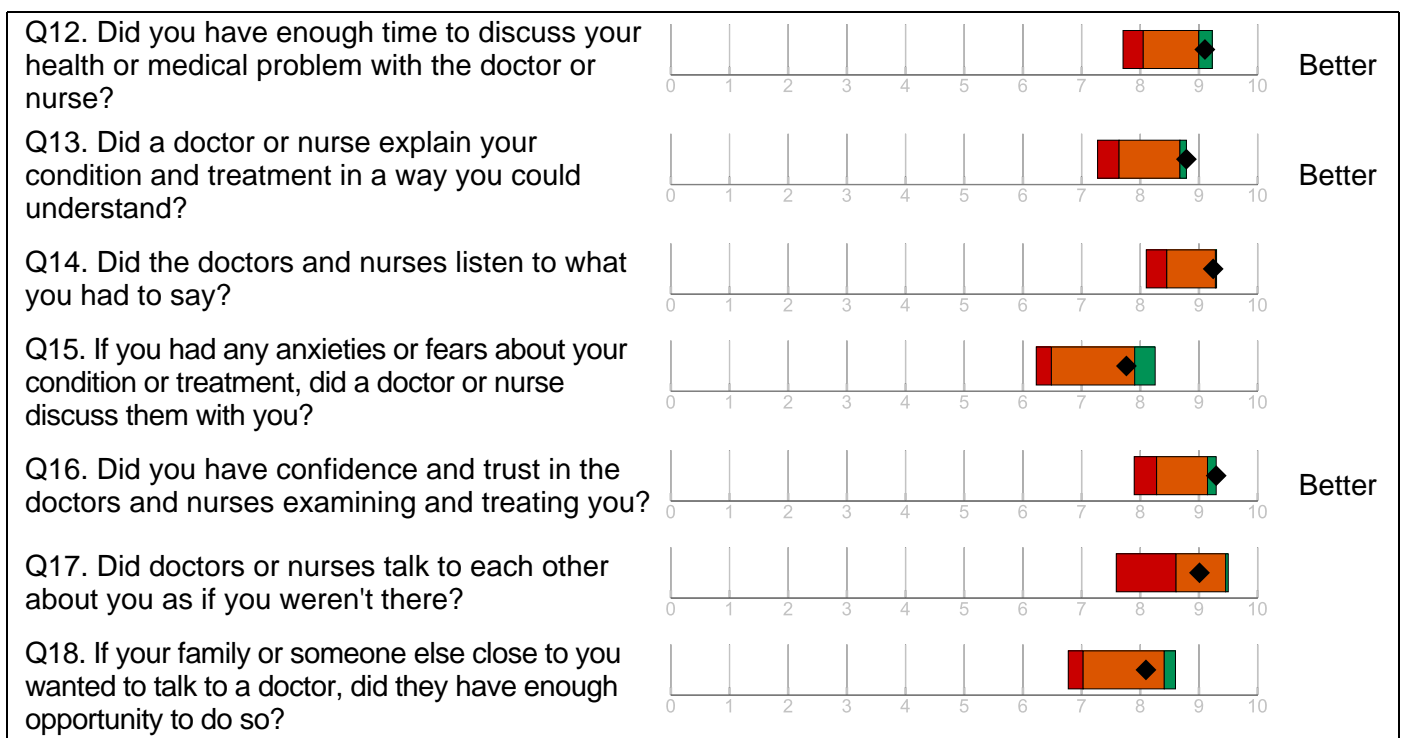 Q12. Did you have enough time to discuss your
health or medical problem with the doctor or
nurse?
0 1 2 3 4 5 6 7 8 9 10
Better
Q13. Did a doctor or nurse explain your
condition and treatment in a way you could
understand?
0 1 2 3 4 5 6 7 8 9 10
Better
Q14. Did the doctors and nurses listen to what
you had to say?
0 1 2 3 4 5 6 7 8 9 10
Q15. If you had any anxieties or fears about your
condition or treatment, did a doctor or nurse
discuss them with you?
0 1 2 3 4 5 6 7 8 9 10
Q16. Did you have confidence and trust in the
doctors and nurses examining and treating you?
0 1 2 3 4 5 6 7 8 9 10
Better
Q17. Did doctors or nurses talk to each other
about you as if you weren't there?
0 1 2 3 4 5 6 7 8 9 10
Q18. If your family or someone else close to you
wanted to talk to a doctor, did they have enough
opportunity to do so?
0 1 2 3 4 5 6 7 8 9 10